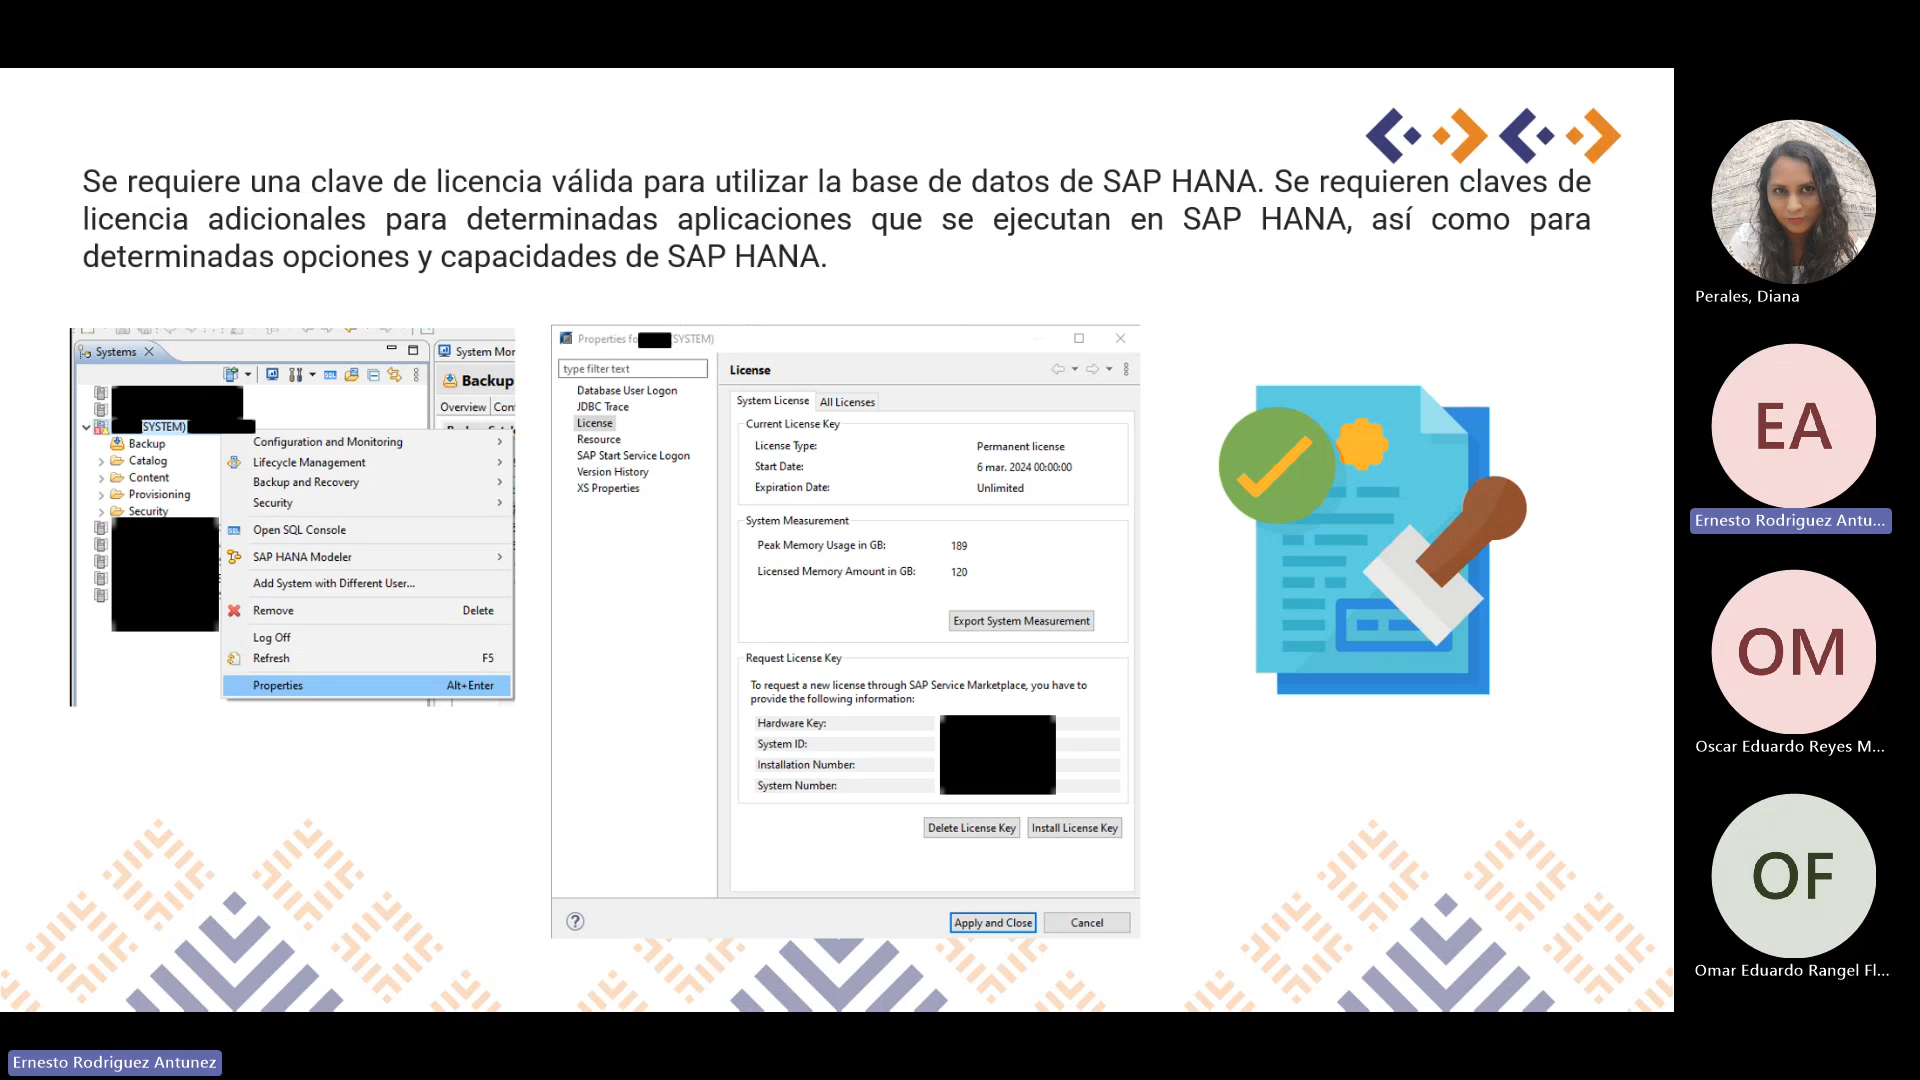 Se requiere una clave de licencia válida para utilizar la base de datos de SAP HANA. Se requieren claves de
licencia adicionales para determinadas aplicaciones que se ejecutan en SAP HANA, así como para
determinadas opciones y capacidades de SAP HANA.
Systems
System Mor
Backup
Overview
SYSTEM)
Backup
Catalog
Content
Provisioning
Security
Configuration and Monitoring
Lifecycle Management
Backup and Recovery
Security
Open SQL Console
SAP HANA Modeler
Add System with Different User...
Remove Delete
Log Off
Refresh F5
Properties Alt+Enter
Properties fo (SYSTEM)
type filter text
Database User Logon
JDBC Trace
License
Resource
SAP Start Service Logon
Version History
XS Properties
License
System License All Licenses
Current License Key
License Type: Permanent license
Start Date: 6 mar. 2024 00:00:00
Expiration Date: Unlimited
System Measurement
Peak Memory Usage in GB: 189
Licensed Memory Amount in GB: 120
Export System Measurement
Request License Key
To request a new license through SAP Service Marketplace, you have to
provide the following information:
Hardware Key:
System ID:
Installation Number:
System Number:
Delete License Key Install License Key
Apply and Close Cancel
Perales, Diana
EA
Ernesto Rodriguez Antu...
OM
Oscar Eduardo Reyes M...
OF
Omar Eduardo Rangel Fl...
Ernesto Rodriguez Antunez